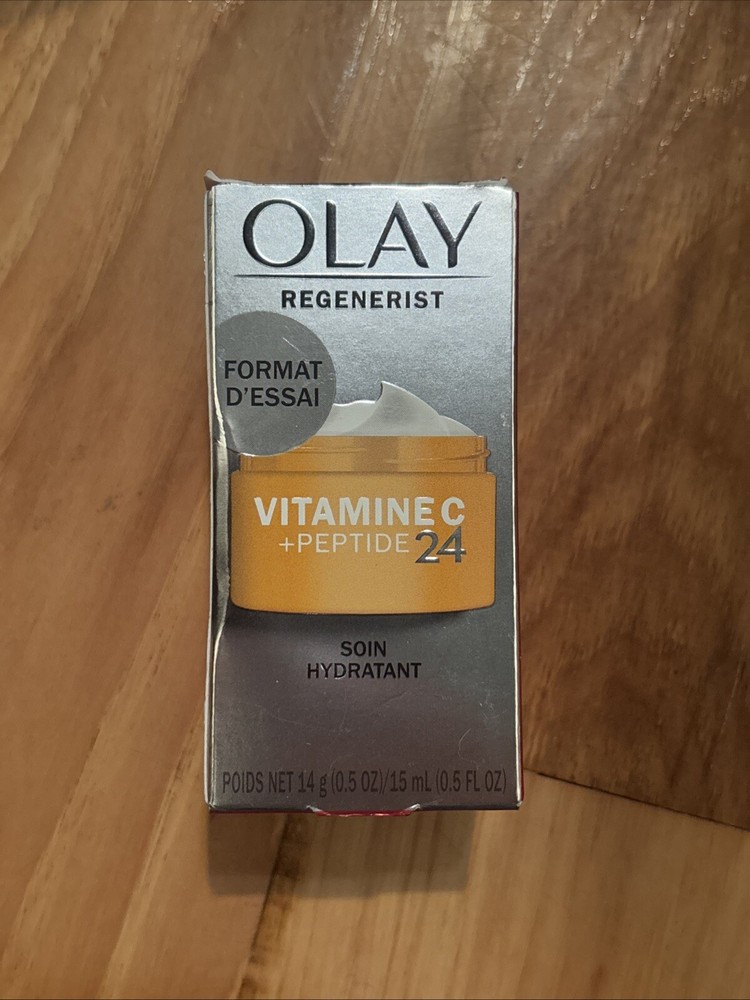 OLAY
REGENERIST
FORMAT
D'ESSAI
VITAMINE C
+PEPTIDE 24
SOIN
HYDRATANT
POIDS NET 14 g (0.5 OZ)/15 mL (0.5 FL OZ)